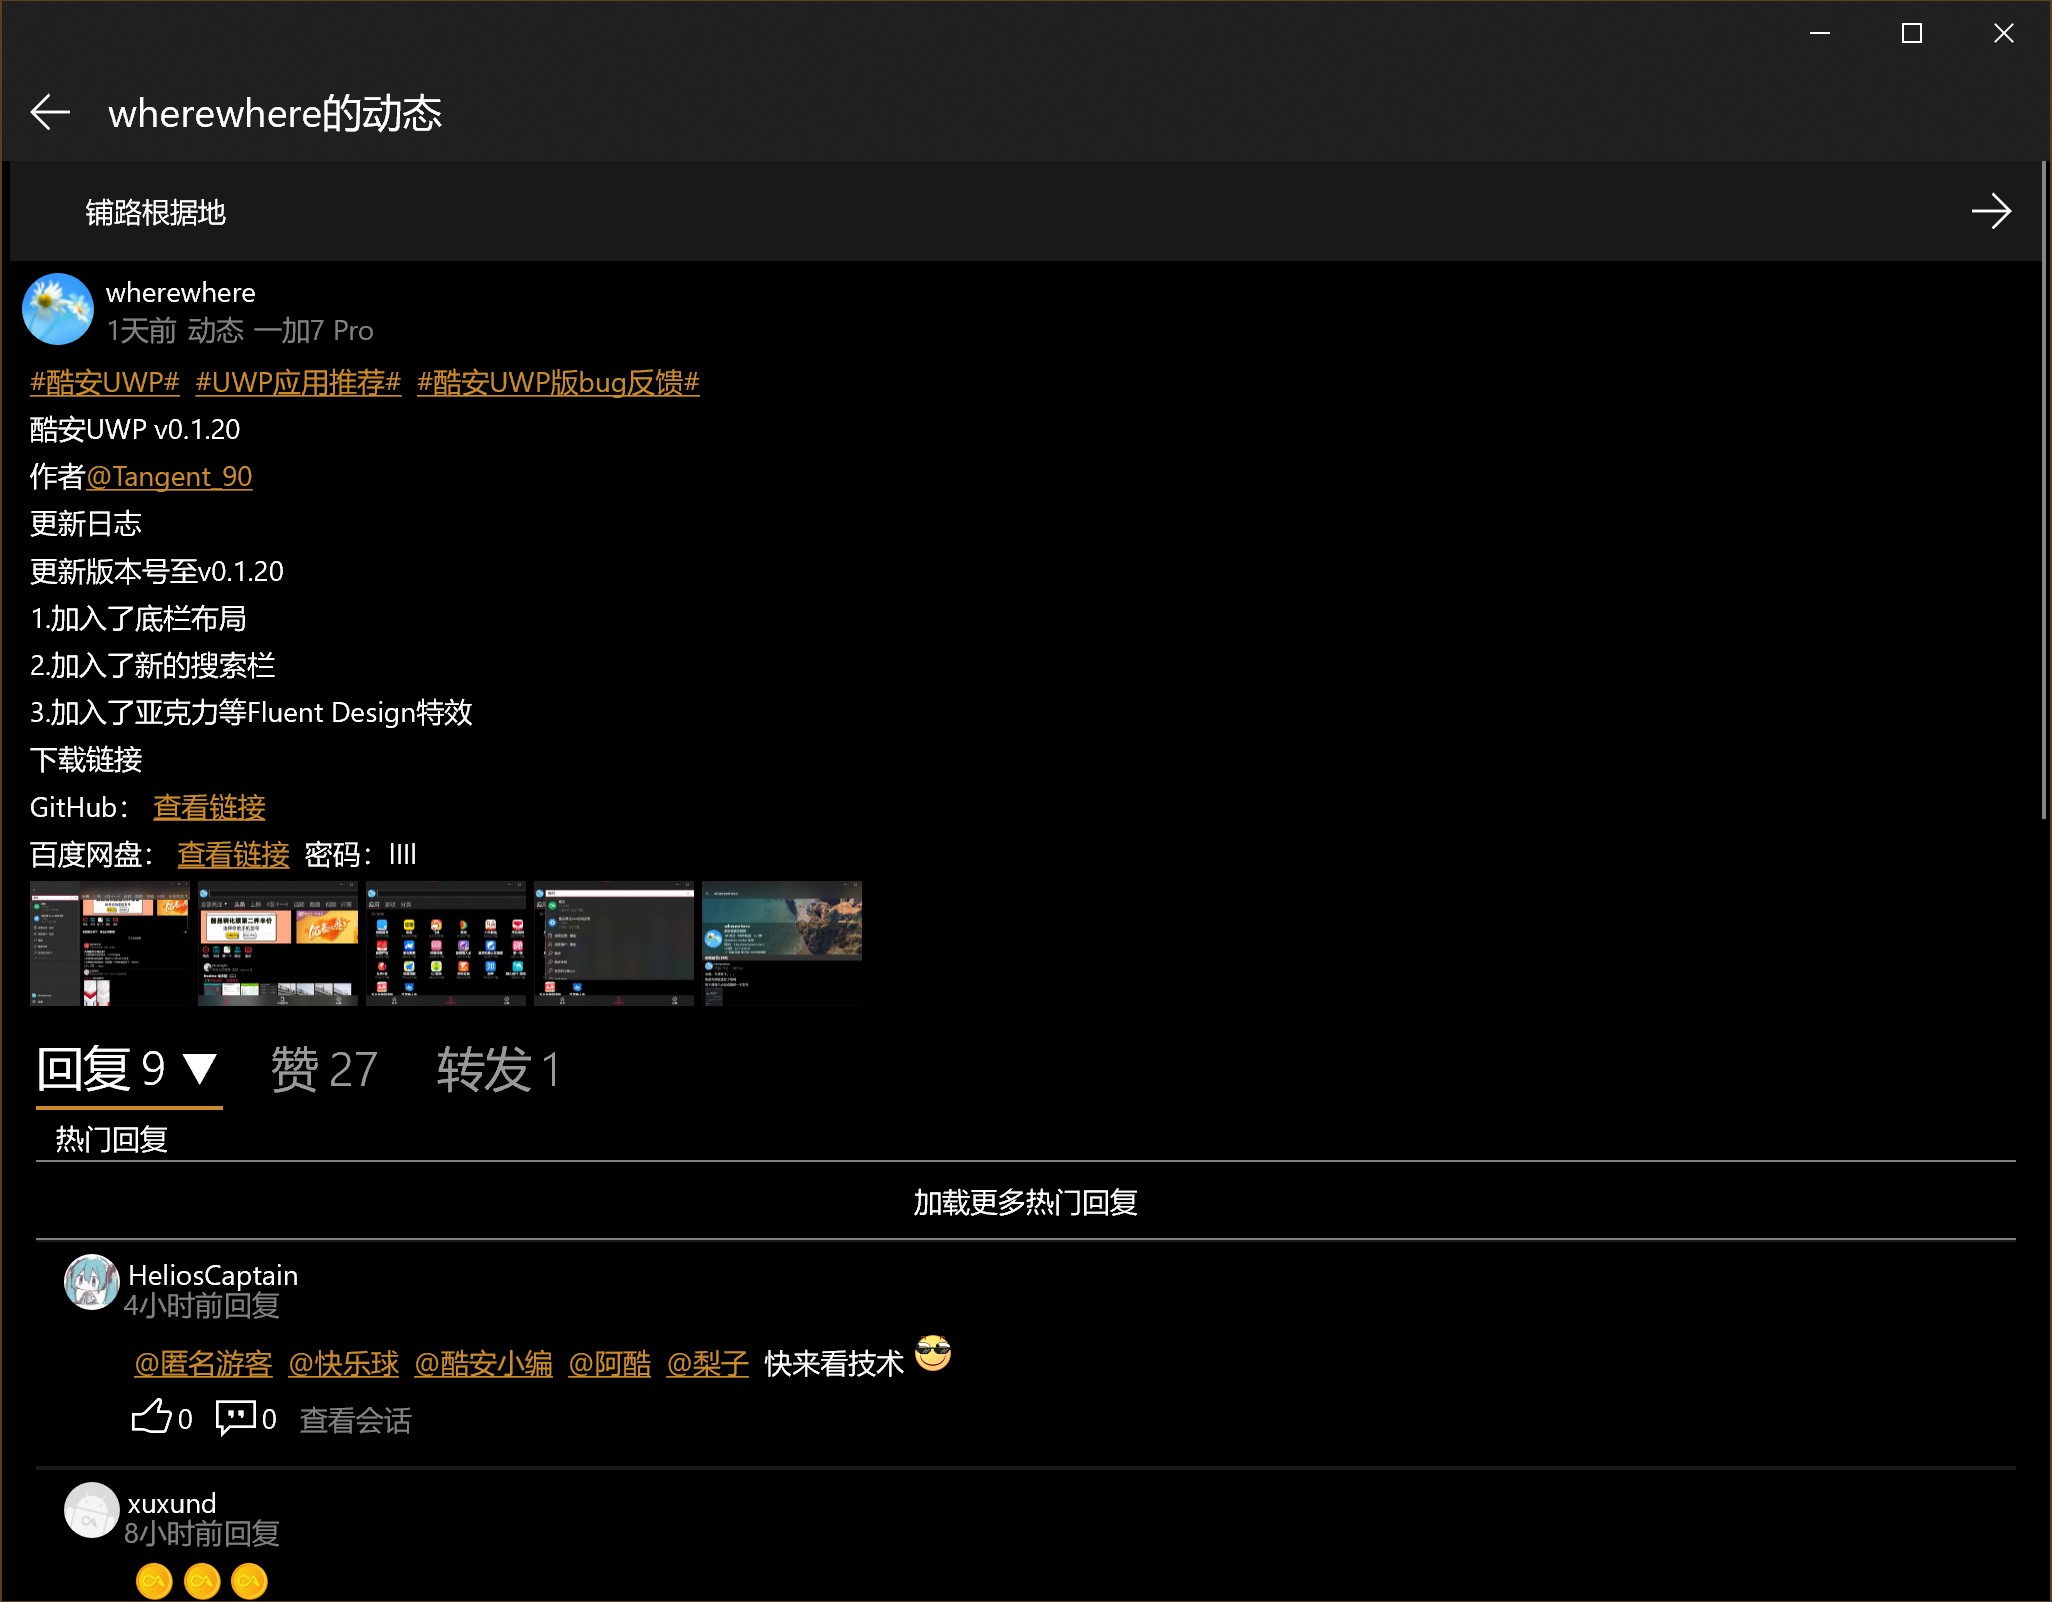 wherewhere的动态
铺路根据地
wherewhere
1天前 动态 一加7 Pro
#酷安UWP# #UWP应用推荐# #酷安UWP版bug反馈#
酷安UWP v0.1.20
作者@Tangent_90
更新日志
更新版本号至v0.1.20
1.加入了底栏布局
2.加入了新的搜索栏
3.加入了亚克力等Fluent Design特效
下载链接
GitHub： 查看链接
百度网盘： 查看链接 密码：llll
回复 9 ▼ 赞 27 转发 1
热门回复
加载更多热门回复
HeliosCaptain
4小时前回复
@匿名游客 @快乐球 @酷安小编 @阿酷 @梨子 快来看技术
0 0 查看会话
xuxund
8小时前回复